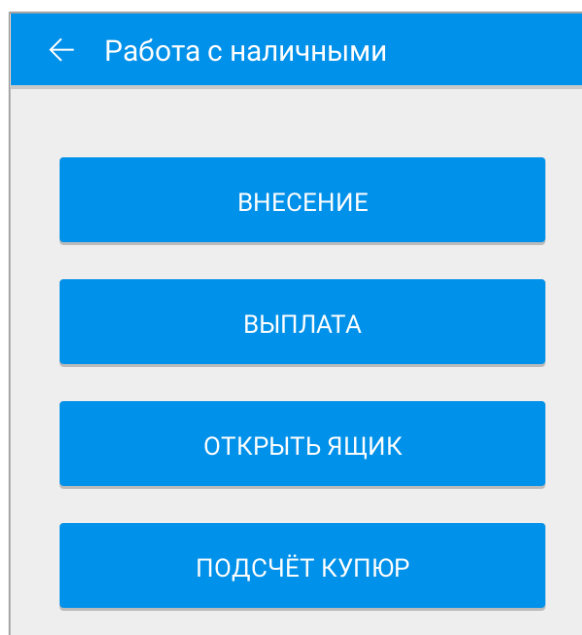 Работа с наличными
ВНЕСЕНИЕ
ВЫПЛАТА
ОТКРЫТЬ ЯЩИК
ПОДСЧЁТ КУПЮР